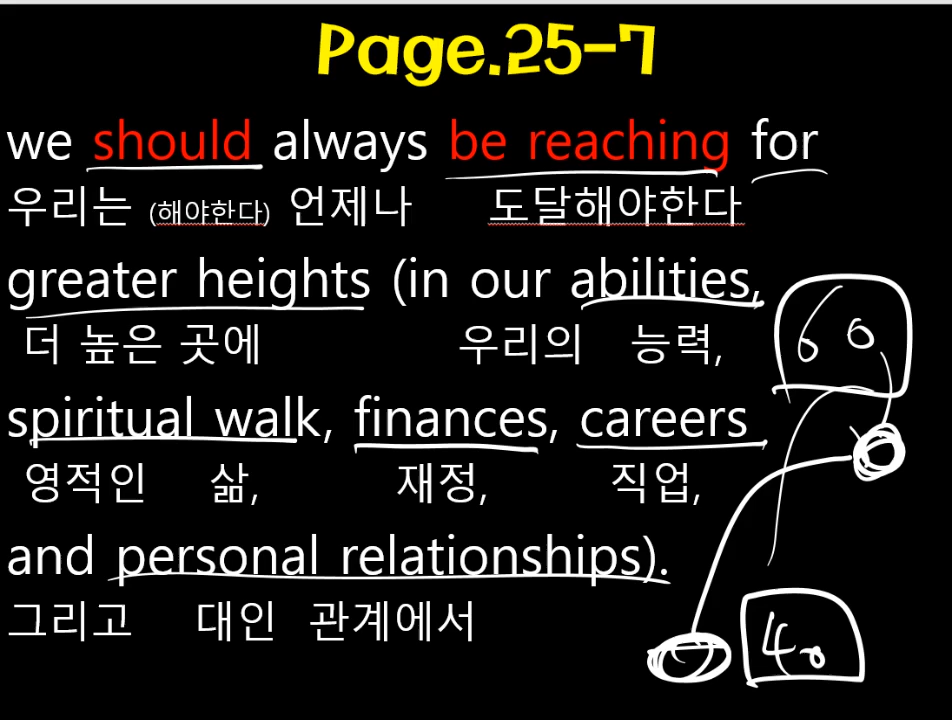 Page.25-7
we should always be reaching for
우리는 (해야한다) 언제나 도달해야한다
greater heights (in our abilities,
더 높은 곳에 우리의 능력,
60
spiritual walk, finances, careers
영적인 삶, 재정, 직업,
and personal relationships).
그리고 대인 관계에서
40